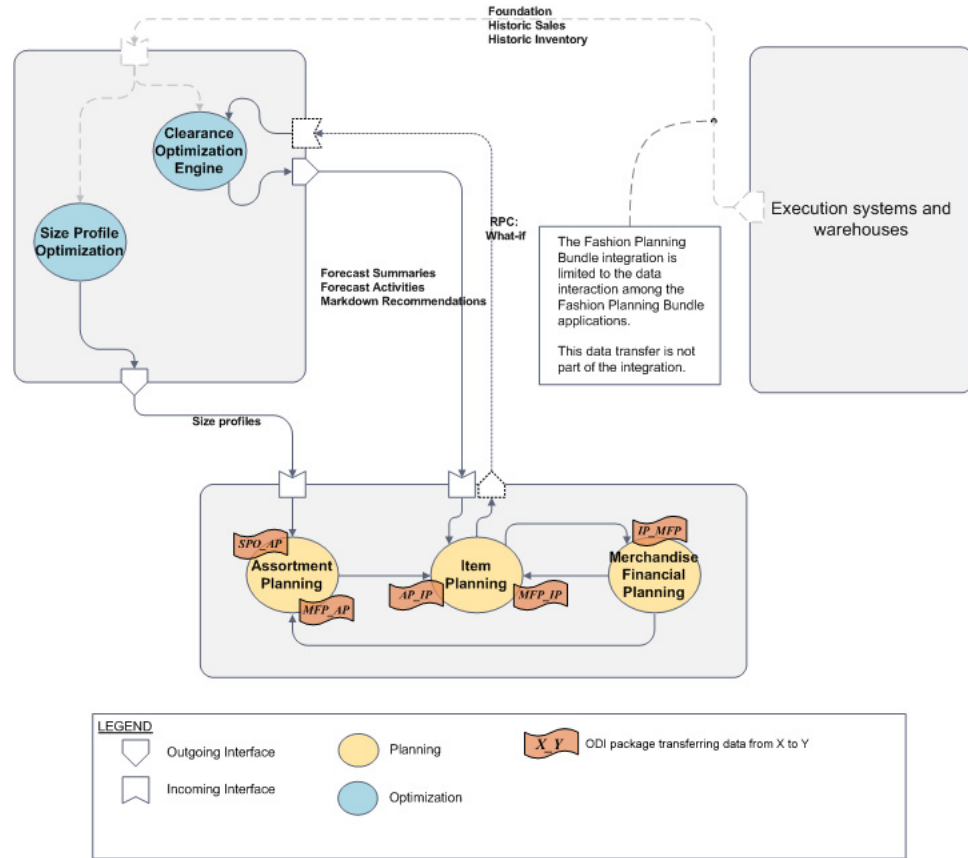 Foundation
Historic Sales
Historic Inventory
Clearance
Optimization
Engine
Size Profile
Optimization
RPC:
What-if
Forecast Summaries
Forecast Activities
Markdown Recommendations
The Fashion Planning
Bundle integration is
limited to the data
interaction among the
Fashion Planning Bundle
applications.
This data transfer is not
part of the integration.
Execution systems and
warehouses
Size profiles
SPO_AP
Assortment
Planning
MFP_AP
Item
Planning
AP_IP
MFP_IP
IP_MFP
Merchandise
Financial
Planning
LEGEND
Outgoing Interface
Incoming Interface
Planning
Optimization
X_Y
ODI package transferring data from X to Y